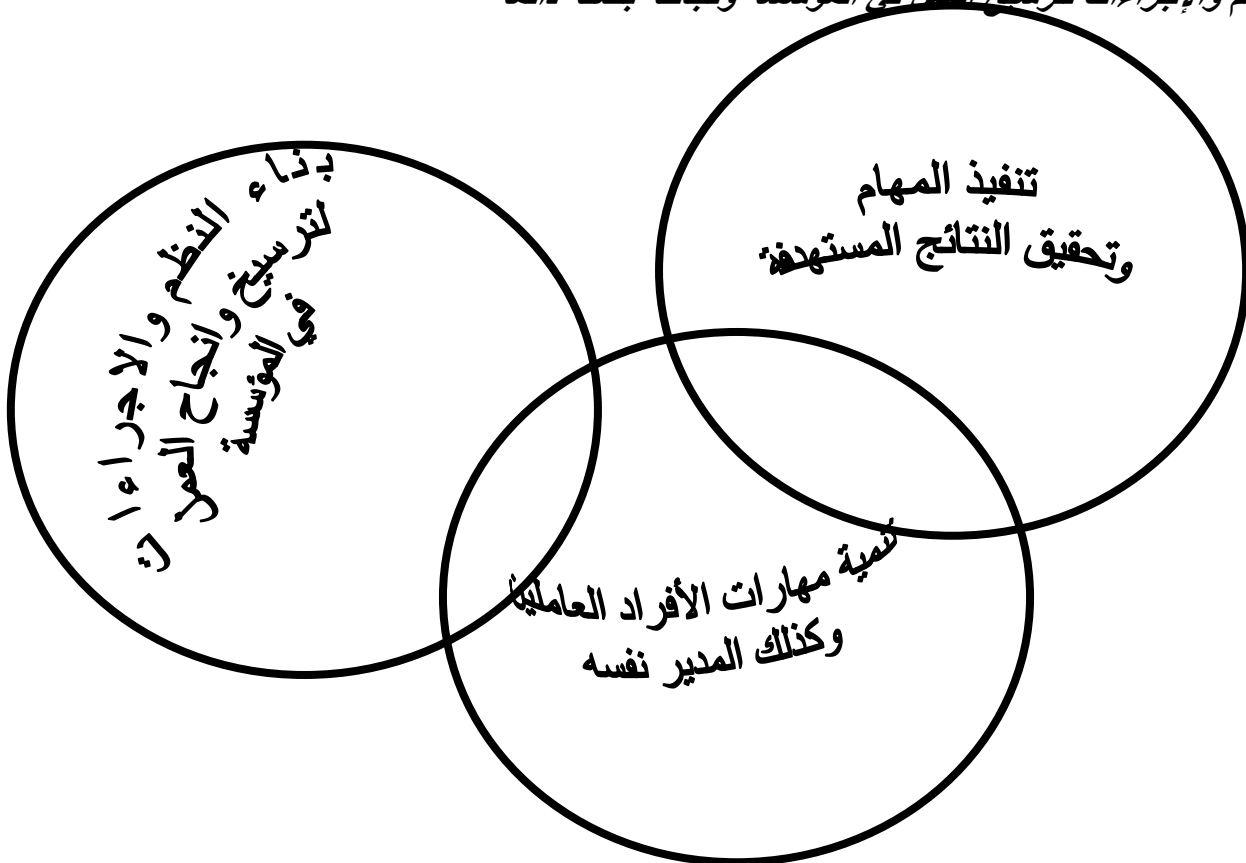 تنفيذ المهام
وتحقيق النتائج المستهدفة
بناء النظم والاجراءات
لترسيخ وانجاح العمل
في المؤسسة
تنمية مهارات الأفراد العاملين
وكذلك المدير نفسه